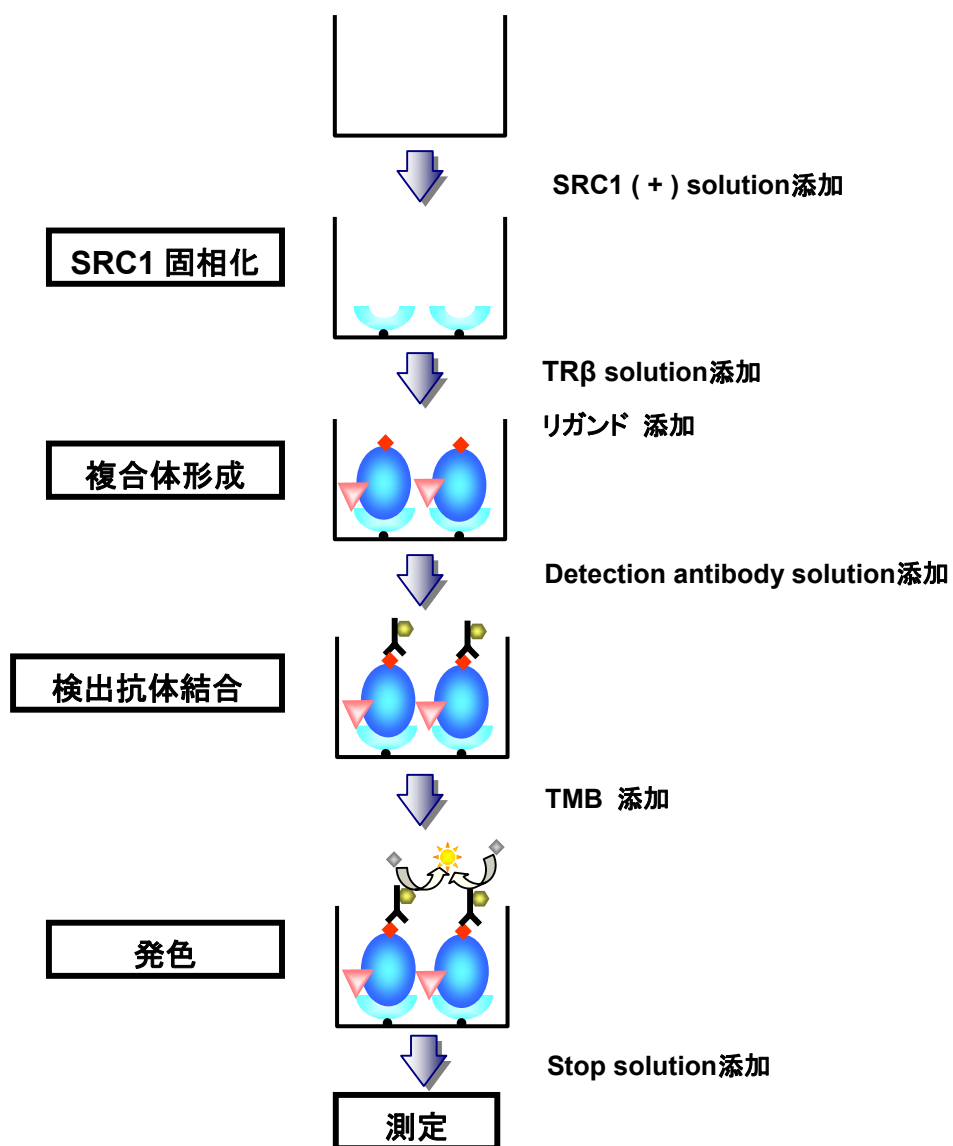 SRC1 ( + ) solution添加
SRC1 固相化
TRβ solution添加
リガンド 添加
複合体形成
Detection antibody solution添加
検出抗体結合
TMB 添加
発色
Stop solution添加
測定